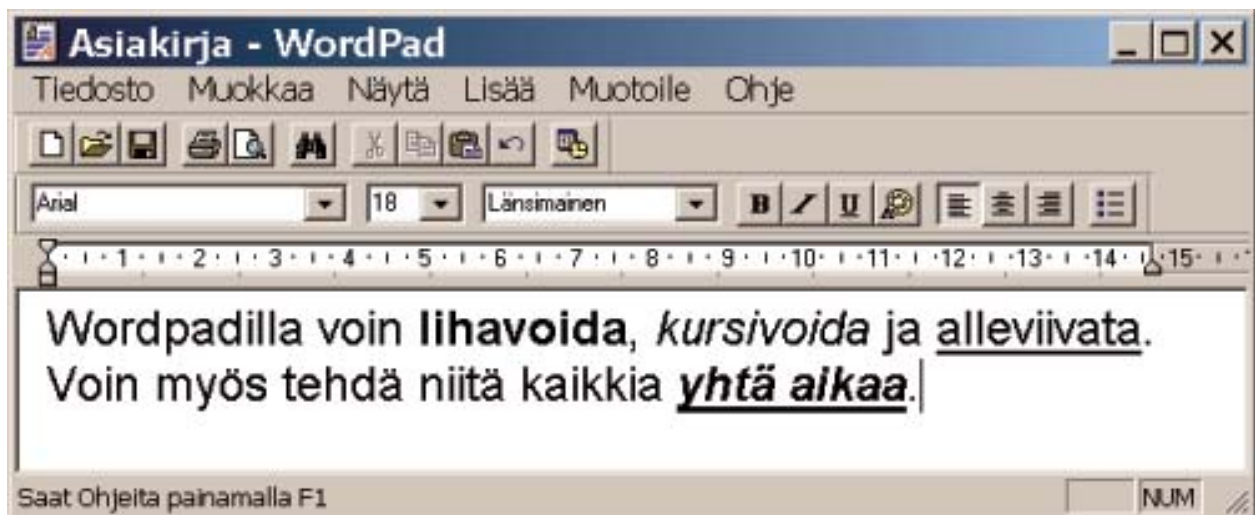 Asiakirja - WordPad
Tiedosto Muokkaa Näytä Lisää Muotoile Ohje
Arial 18 Länsimainen B / U
1 2 3 4 5 6 7 8 9 10 11 12 13 14 15
Wordpadilla voin lihavoida, kursivoida ja alleviivata.
Voin myös tehdä niitä kaikkia yhtä aikaa.
Saat Ohjeita painamalla F1 NUM